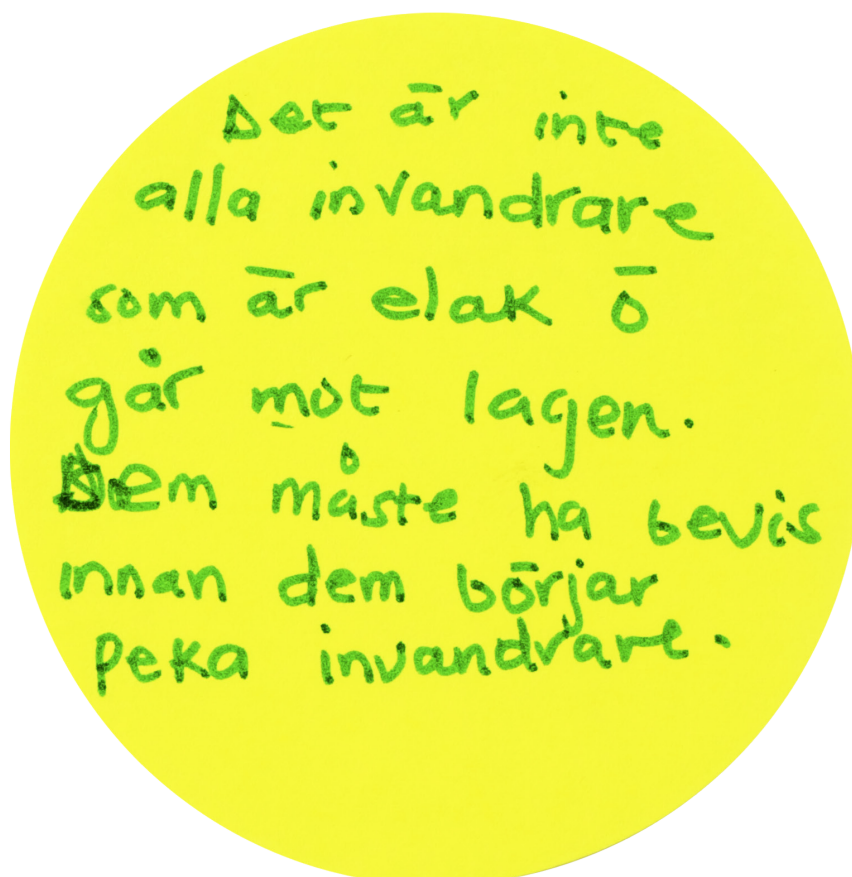 Det är inte
alla invandrare
som är elak ö
går mot lagen.
Dem måste ha bevis
innan dem börjar
peka invandrare.